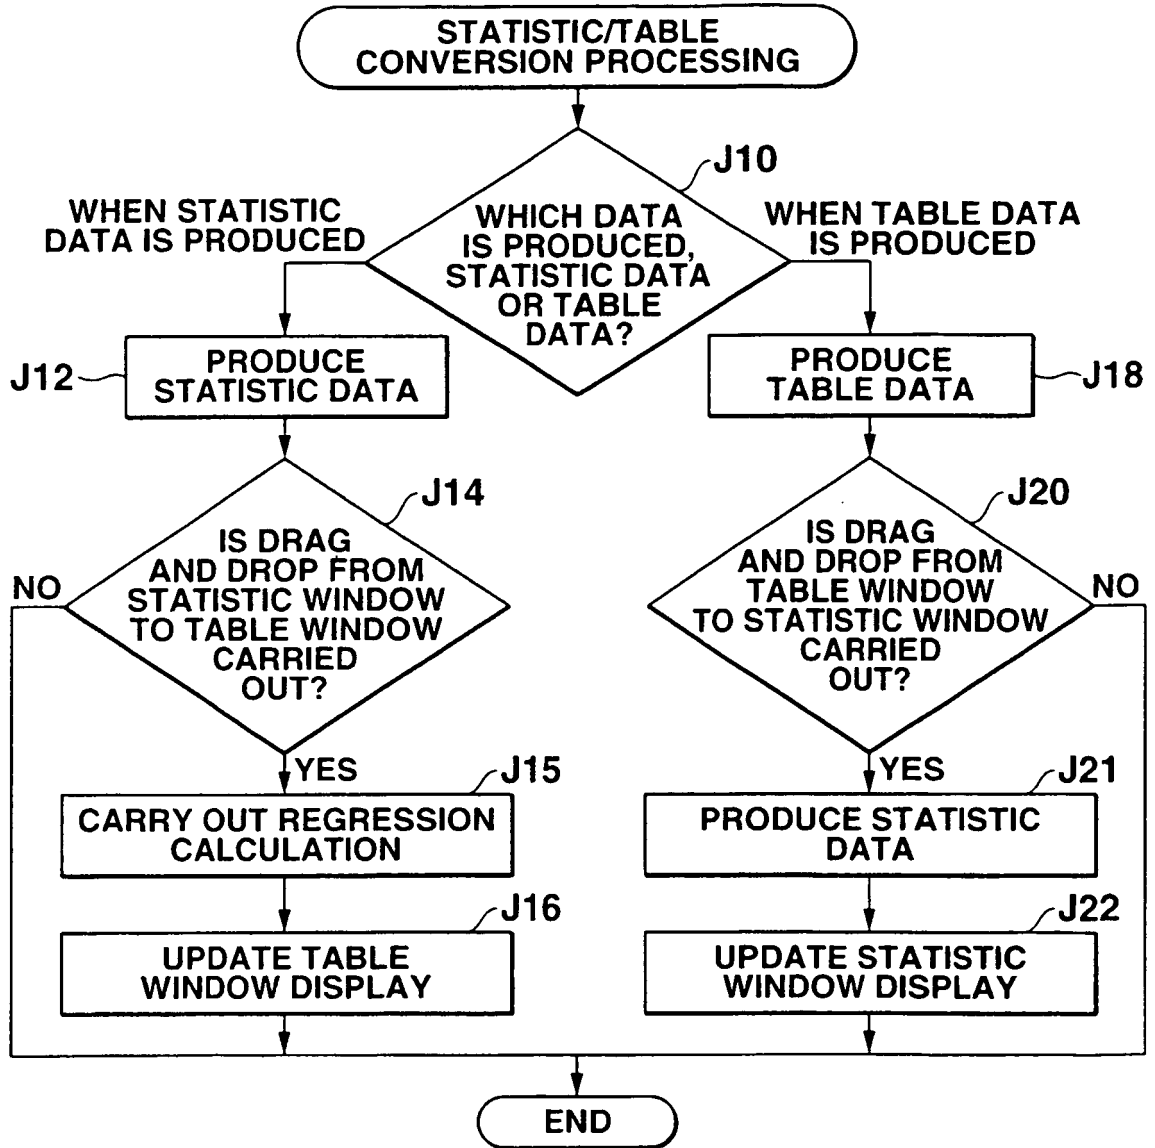 STATISTIC/TABLE
CONVERSION PROCESSING
J10
WHICH DATA
IS PRODUCED,
STATISTIC DATA
OR TABLE
DATA?
WHEN STATISTIC
DATA IS PRODUCED
WHEN TABLE DATA
IS PRODUCED
J12
PRODUCE
STATISTIC DATA
PRODUCE
TABLE DATA
J18
J14
IS DRAG
AND DROP FROM
STATISTIC WINDOW
TO TABLE WINDOW
CARRIED
OUT?
NO
J20
IS DRAG
AND DROP FROM
TABLE WINDOW
TO STATISTIC WINDOW
CARRIED
OUT?
NO
YES
J15
CARRY OUT REGRESSION
CALCULATION
YES
J21
PRODUCE STATISTIC
DATA
J16
UPDATE TABLE
WINDOW DISPLAY
J22
UPDATE STATISTIC
WINDOW DISPLAY
END